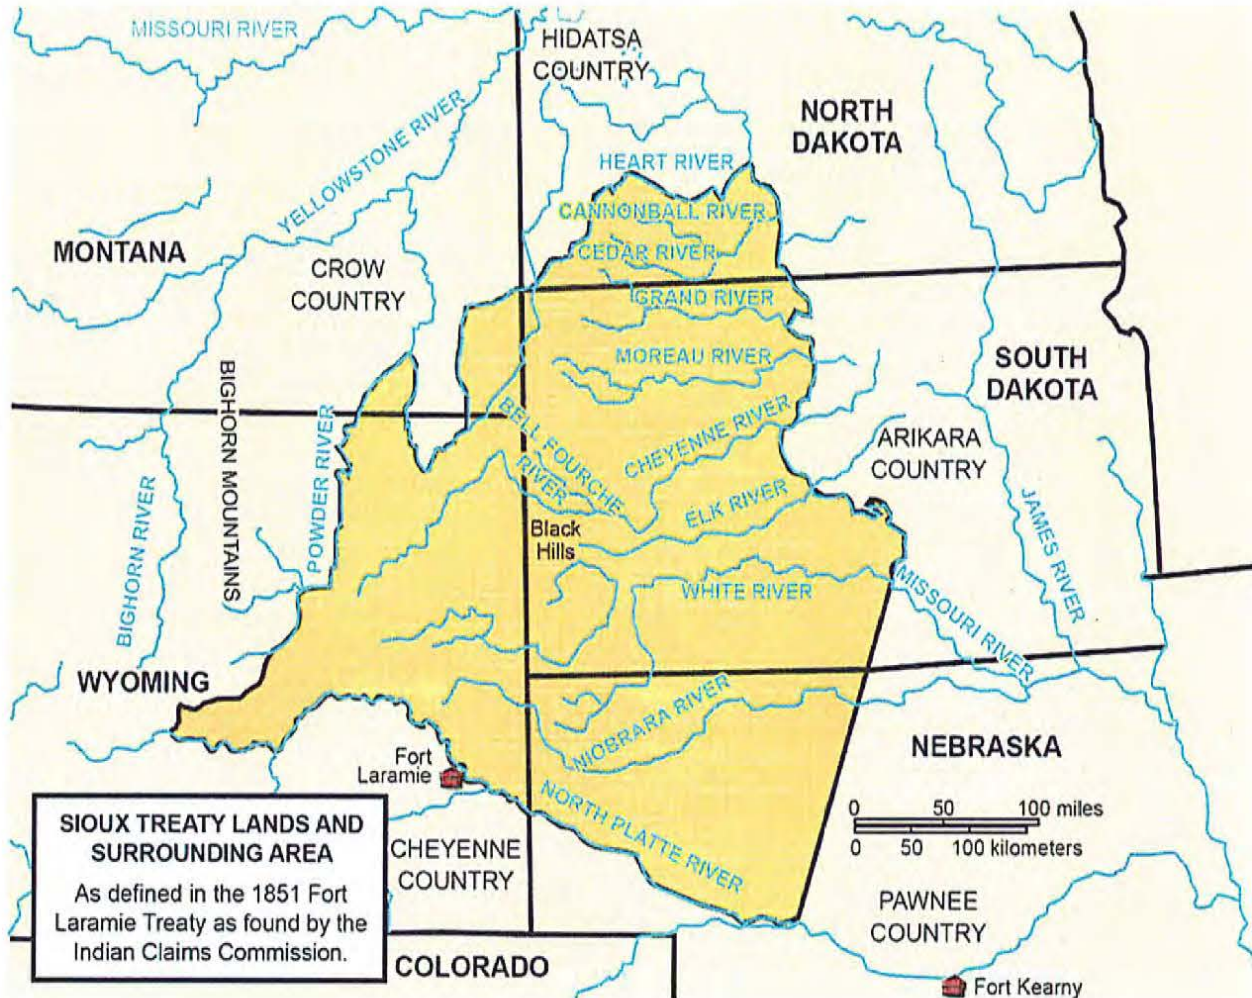 MISSOURI RIVER
HIDATSA
COUNTRY
NORTH
DAKOTA
YELLOWSTONE RIVER
HEART RIVER
CANNONBALL RIVER
CEDAR RIVER
MONTANA
CROW
COUNTRY
GRAND RIVER
MOREAU RIVER
SOUTH
DAKOTA
BIGHORN MOUNTAINS
BELL FOURCHE
RIVER
CHEYENNE RIVER
ARIKARA
COUNTRY
POWDER RIVER
BIGHORN RIVER
ELK RIVER
JAMES RIVER
Black
Hills
WHITE RIVER
MISSOURI RIVER
WYOMING
NIOBRARA RIVER
NEBRASKA
Fort
Laramie
NORTH PLATTE RIVER
0 50 100 miles
0 50 100 kilometers
SIOUX TREATY LANDS AND
SURROUNDING AREA
As defined in the 1851 Fort
Laramie Treaty as found by the
Indian Claims Commission.
CHEYENNE
COUNTRY
PAWNEE
COUNTRY
COLORADO
Fort Kearny